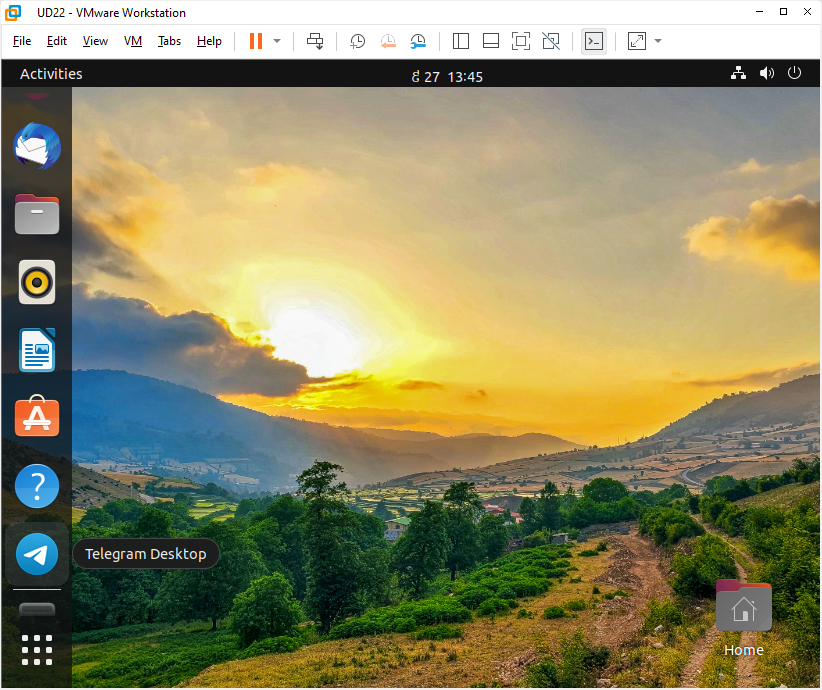 UD22 - VMware Workstation
File Edit View VM Tabs Help
Activities
27 13:45
?
Telegram Desktop
Home